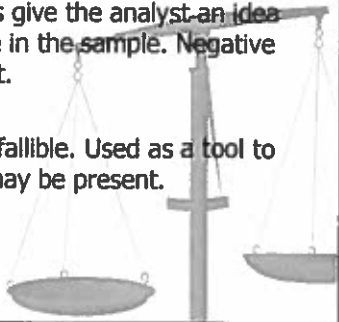 s give the analyst an idea
e in the sample. Negative
t.
fallible. Used as a tool to
may be present.